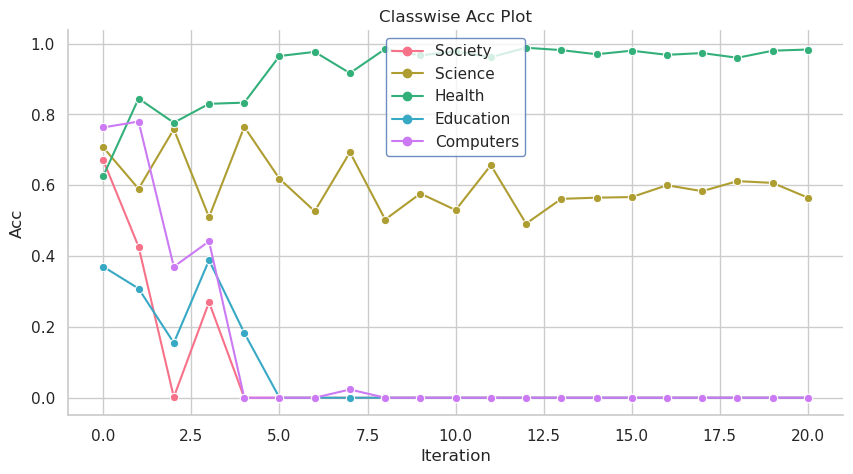 Classwise Acc Plot
1.0
0.8
0.6
0.4
0.2
0.0
Acc
Society
Science
Health
Education
Computers
0.0 2.5 5.0 7.5 10.0 12.5 15.0 17.5 20.0
Iteration